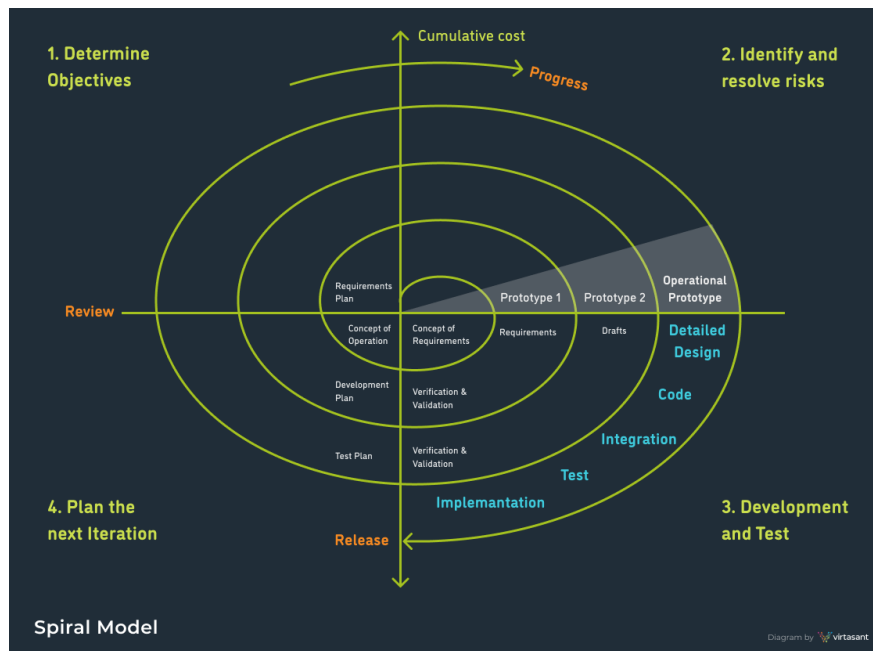 Cumulative cost
1. Determine
Objectives
2. Identify and
resolve risks
Progress
Requirements
Plan
Prototype 1
Prototype 2
Operational
Prototype
Review
Concept of
Operation
Concept of
Requirements
Requirements
Drafts
Detailed
Design
Development
Plan
Verification &
Validation
Code
Integration
Test Plan
Verification &
Validation
Test
Implemantation
4. Plan the
next Iteration
3. Development
and Test
Release
Spiral Model
Diagram by virtasant